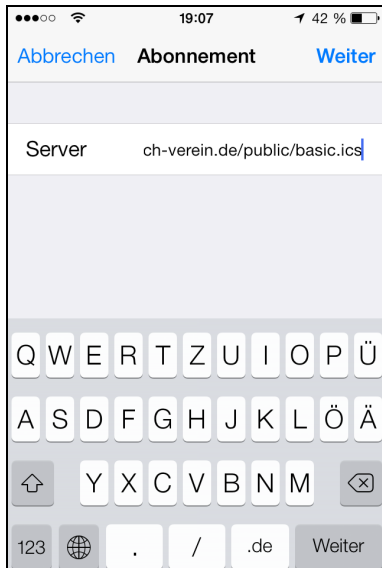 19:07 42 %
Abbrechen Abonnement Weiter
Server ch-verein.de/public/basic.ics
Q W E R T Z U I O P Ü
A S D F G H J K L Ö Ä
Y X C V B N M
123 . / .de Weiter